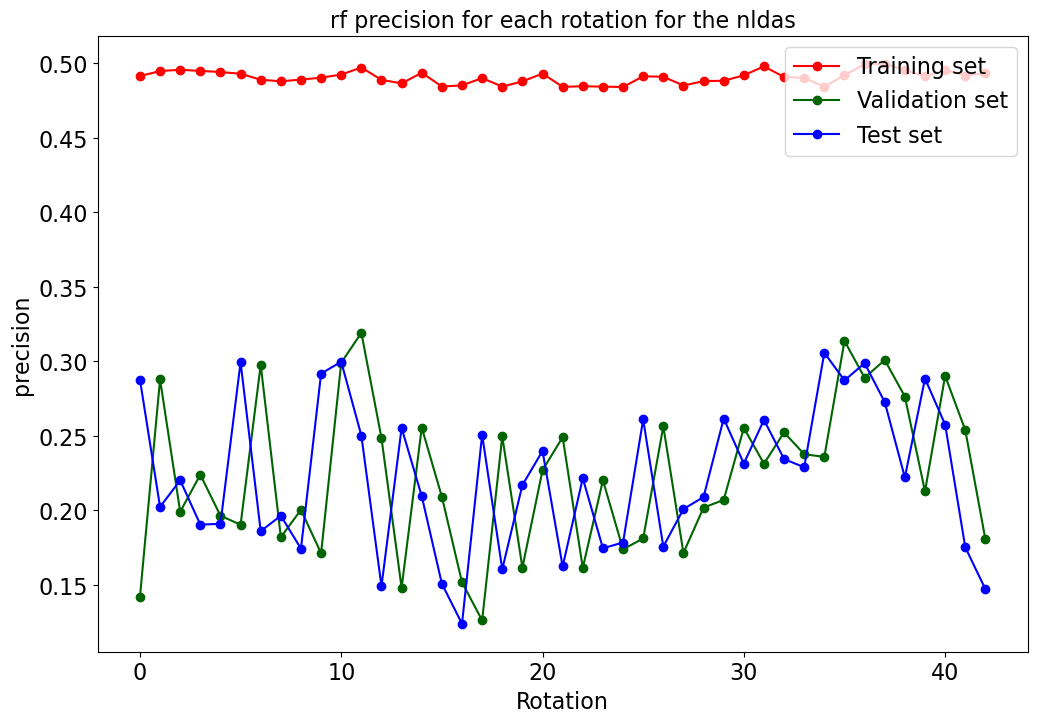 rf precision for each rotation for the nldas
precision
0.50
0.45
0.40
0.35
0.30
0.25
0.20
0.15
Training set
Validation set
Test set
0 10 20 30 40
Rotation